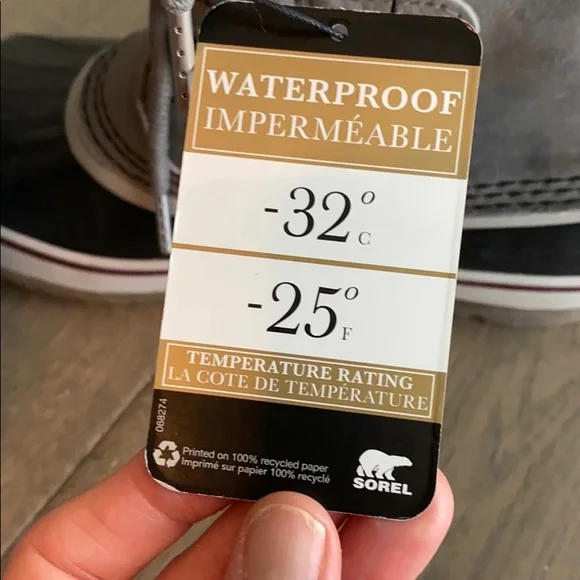 WATERPROOF
IMPERMÉABLE
-32° C
-25° F
TEMPERATURE RATING
LA COTE DE TEMPÉRATURE
068274
Printed on 100% recycled paper
Imprimé sur papier 100% recyclé
SOREL